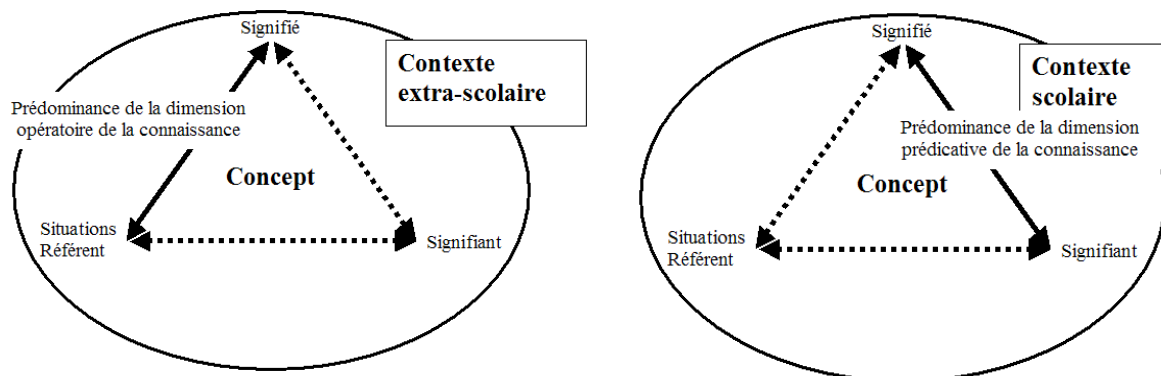 Signifié
Contexte
extra-scolaire
Prédominance de la dimension
opératoire de la connaissance
Concept
Situations
Référent
Signifiant
Signifié
Contexte
scolaire
Prédominance de la dimension
prédicative de la connaissance
Concept
Situations
Référent
Signifiant